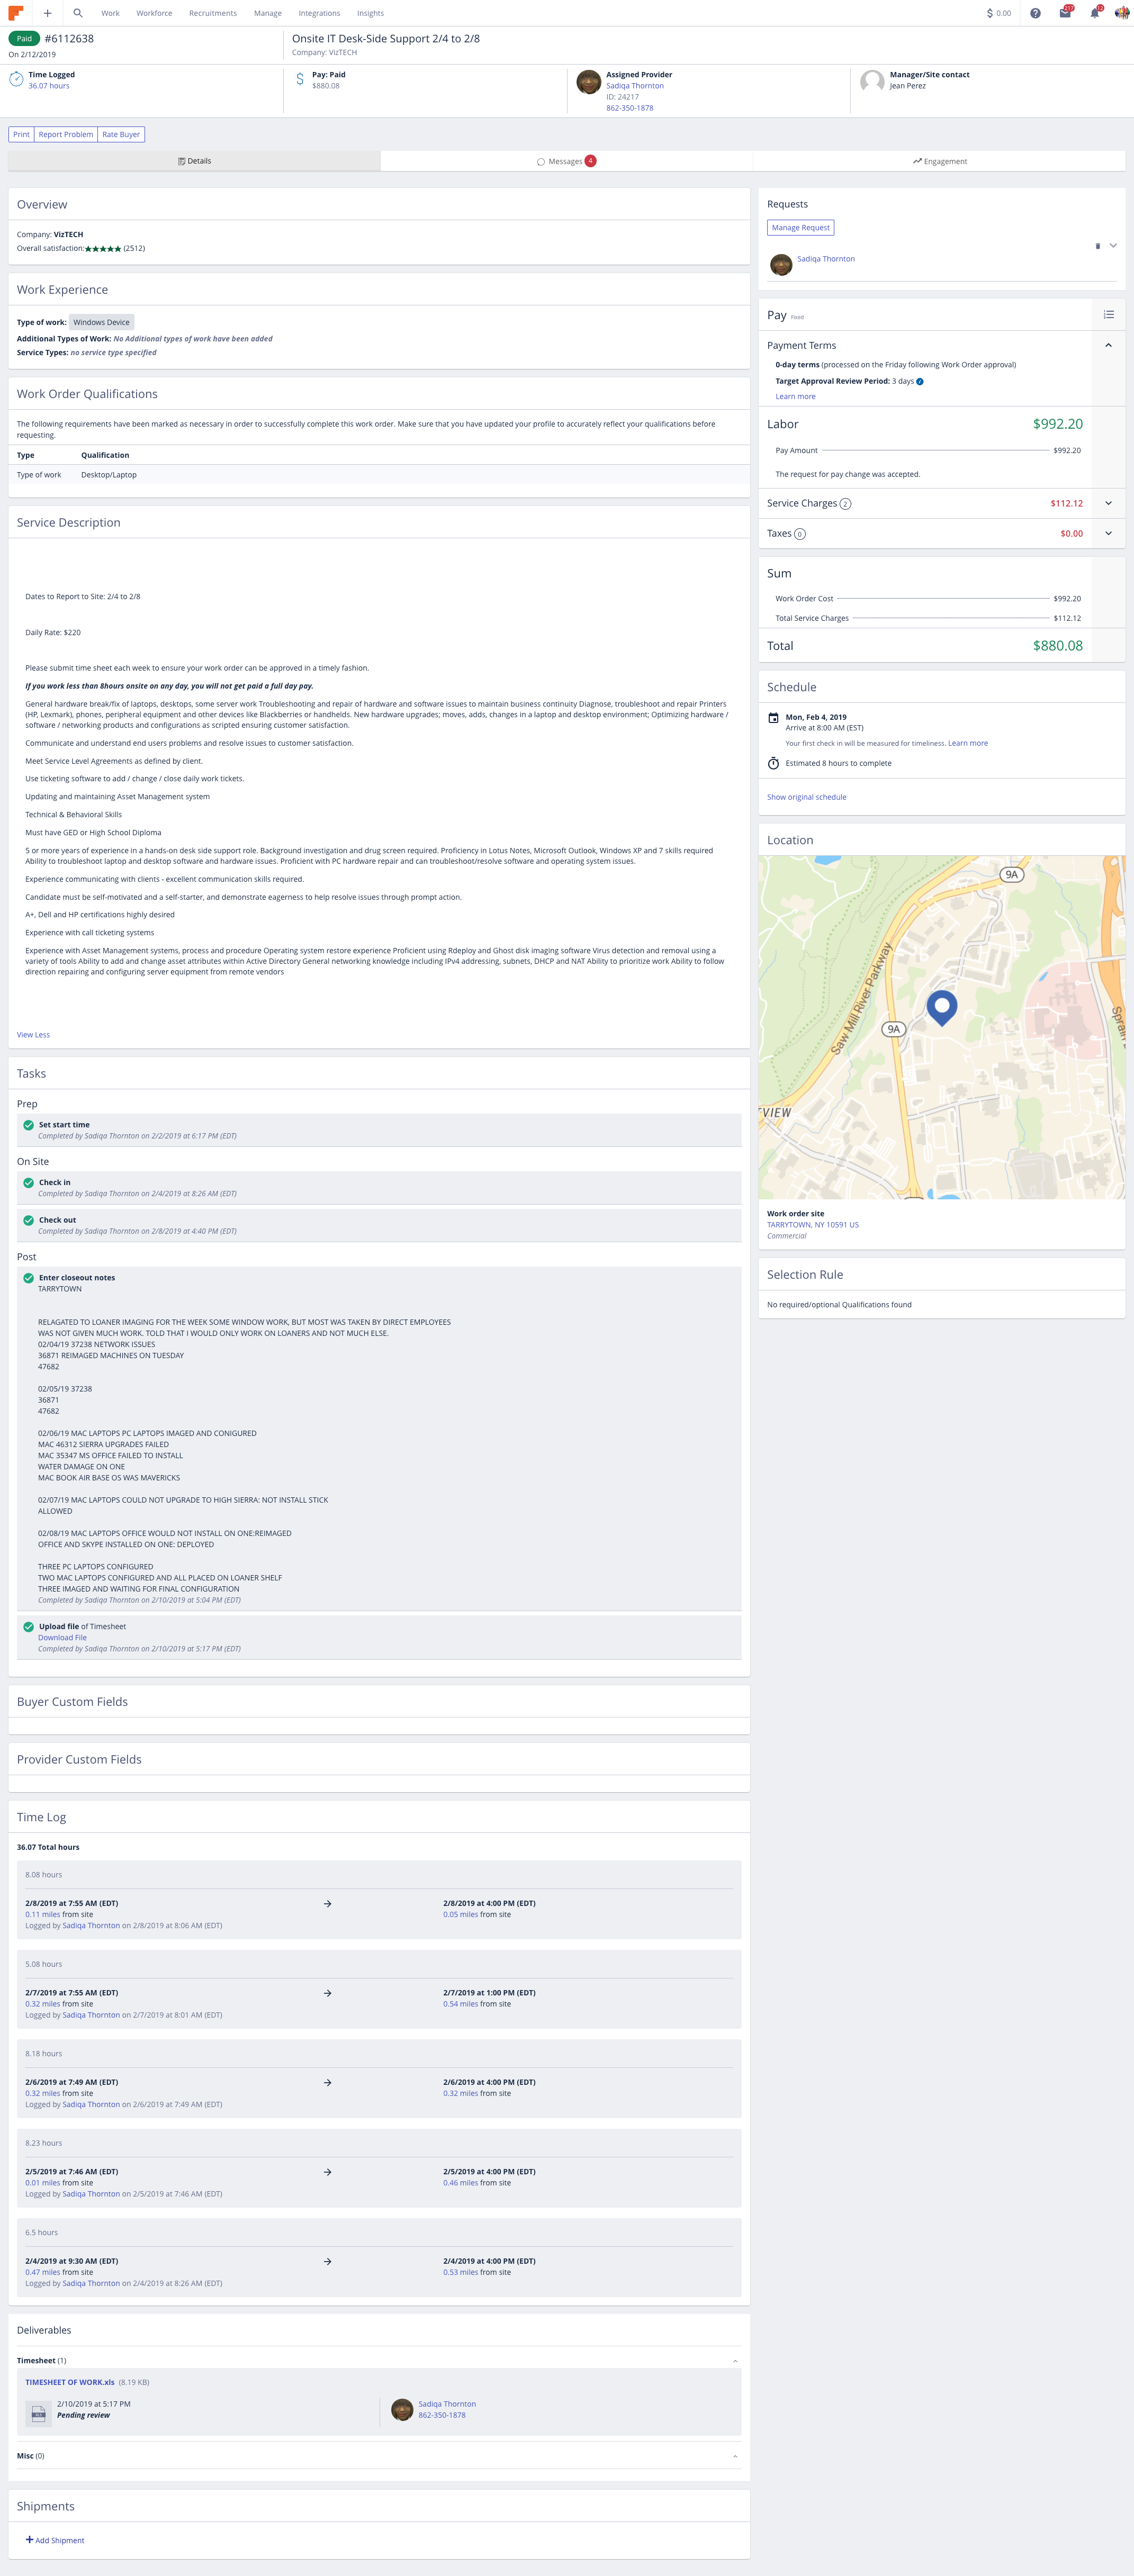 Work Workforce Recruitments Manage Integrations Insights $ 0.00 217 12
Paid #6112638
On 2/12/2019
Onsite IT Desk-Side Support 2/4 to 2/8
Company: VizTECH
Time Logged
36.07 hours
Pay: Paid
$880.08
Assigned Provider
Sadiqa Thornton
ID: 24217
862-350-1878
Manager/Site contact
Jean Perez
Print Report Problem Rate Buyer
Details Messages 4 Engagement
Overview
Company: VizTECH
Overall satisfaction:★★★★★ (2512)
Work Experience
Type of work: Windows Device
Additional Types of Work: No Additional types of work have been added
Service Types: no service type specified
Work Order Qualifications
The following requirements have been marked as necessary in order to successfully complete this work order. Make sure that you have updated your profile to accurately reflect your qualifications before
requesting.
Type Qualification
Type of work Desktop/Laptop
Service Description
Dates to Report to Site: 2/4 to 2/8
Daily Rate: $220
Please submit time sheet each week to ensure your work order can be approved in a timely fashion.
If you work less than 8hours onsite on any day, you will not get paid a full day pay.
General hardware break/fix of laptops, desktops, some server work Troubleshooting and repair of hardware and software issues to maintain business continuity Diagnose, troubleshoot and repair Printers
(HP, Lexmark), phones, peripheral equipment and other devices like Blackberries or handhelds. New hardware upgrades; moves, adds, changes in a laptop and desktop environment; Optimizing hardware /
software / networking products and configurations as scripted ensuring customer satisfaction.
Communicate and understand end users problems and resolve issues to customer satisfaction.
Meet Service Level Agreements as defined by client.
Use ticketing software to add / change / close daily work tickets.
Updating and maintaining Asset Management system
Technical & Behavioral Skills
Must have GED or High School Diploma
5 or more years of experience in a hands-on desk side support role. Background investigation and drug screen required. Proficiency in Lotus Notes, Microsoft Outlook, Windows XP and 7 skills required
Ability to troubleshoot laptop and desktop software and hardware issues. Proficient with PC hardware repair and can troubleshoot/resolve software and operating system issues.
Experience communicating with clients - excellent communication skills required.
Candidate must be self-motivated and a self-starter, and demonstrate eagerness to help resolve issues through prompt action.
A+, Dell and HP certifications highly desired
Experience with call ticketing systems
Experience with Asset Management systems, process and procedure Operating system restore experience Proficient using Rdeploy and Ghost disk imaging software Virus detection and removal using a
variety of tools Ability to add and change asset attributes within Active Directory General networking knowledge including IPv4 addressing, subnets, DHCP and NAT Ability to prioritize work Ability to follow
direction repairing and configuring server equipment from remote vendors
View Less
Tasks
Prep
Set start time
Completed by Sadiqa Thornton on 2/2/2019 at 6:17 PM (EDT)
On Site
Check in
Completed by Sadiqa Thornton on 2/4/2019 at 8:26 AM (EDT)
Check out
Completed by Sadiqa Thornton on 2/8/2019 at 4:40 PM (EDT)
Post
Enter closeout notes
TARRYTOWN
RELAGATED TO LOANER IMAGING FOR THE WEEK SOME WINDOW WORK, BUT MOST WAS TAKEN BY DIRECT EMPLOYEES
WAS NOT GIVEN MUCH WORK. TOLD THAT I WOULD ONLY WORK ON LOANERS AND NOT MUCH ELSE.
02/04/19 37238 NETWORK ISSUES
36871 REIMAGED MACHINES ON TUESDAY
47682
02/05/19 37238
36871
47682
02/06/19 MAC LAPTOPS PC LAPTOPS IMAGED AND CONIGURED
MAC 46312 SIERRA UPGRADES FAILED
MAC 35347 MS OFFICE FAILED TO INSTALL
WATER DAMAGE ON ONE
MAC BOOK AIR BASE OS WAS MAVERICKS
02/07/19 MAC LAPTOPS COULD NOT UPGRADE TO HIGH SIERRA: NOT INSTALL STICK
ALLOWED
02/08/19 MAC LAPTOPS OFFICE WOULD NOT INSTALL ON ONE:REIMAGED
OFFICE AND SKYPE INSTALLED ON ONE: DEPLOYED
THREE PC LAPTOPS CONFIGURED
TWO MAC LAPTOPS CONFIGURED AND ALL PLACED ON LOANER SHELF
THREE IMAGED AND WAITING FOR FINAL CONFIGURATION
Completed by Sadiqa Thornton on 2/10/2019 at 5:04 PM (EDT)
Upload file of Timesheet
Download File
Completed by Sadiqa Thornton on 2/10/2019 at 5:17 PM (EDT)
Buyer Custom Fields
Provider Custom Fields
Time Log
36.07 Total hours
8.08 hours
2/8/2019 at 7:55 AM (EDT) → 2/8/2019 at 4:00 PM (EDT)
0.11 miles from site 0.05 miles from site
Logged by Sadiqa Thornton on 2/8/2019 at 8:06 AM (EDT)
5.08 hours
2/7/2019 at 7:55 AM (EDT) → 2/7/2019 at 1:00 PM (EDT)
0.32 miles from site 0.54 miles from site
Logged by Sadiqa Thornton on 2/7/2019 at 8:01 AM (EDT)
8.18 hours
2/6/2019 at 7:49 AM (EDT) → 2/6/2019 at 4:00 PM (EDT)
0.32 miles from site 0.32 miles from site
Logged by Sadiqa Thornton on 2/6/2019 at 7:49 AM (EDT)
8.23 hours
2/5/2019 at 7:46 AM (EDT) → 2/5/2019 at 4:00 PM (EDT)
0.01 miles from site 0.46 miles from site
Logged by Sadiqa Thornton on 2/5/2019 at 7:46 AM (EDT)
6.5 hours
2/4/2019 at 9:30 AM (EDT) → 2/4/2019 at 4:00 PM (EDT)
0.47 miles from site 0.53 miles from site
Logged by Sadiqa Thornton on 2/4/2019 at 8:26 AM (EDT)
Deliverables
Timesheet (1)
TIMESHEET OF WORK.xls (8.19 KB)
2/10/2019 at 5:17 PM
Pending review
Sadiqa Thornton
862-350-1878
Misc (0)
Shipments
+ Add Shipment
Requests
Manage Request
Sadiqa Thornton
Pay Fixed
Payment Terms
0-day terms (processed on the Friday following Work Order approval)
Target Approval Review Period: 3 days
Learn more
Labor $992.20
Pay Amount $992.20
The request for pay change was accepted.
Service Charges 2 $112.12
Taxes 0 $0.00
Sum
Work Order Cost $992.20
Total Service Charges $112.12
Total $880.08
Schedule
Mon, Feb 4, 2019
Arrive at 8:00 AM (EST)
Your first check in will be measured for timeliness. Learn more
Estimated 8 hours to complete
Show original schedule
Location
9A
Saw Mill River Parkway
9A
Sprain
VIEW
Work order site
TARRYTOWN, NY 10591 US
Commercial
Selection Rule
No required/optional Qualifications found